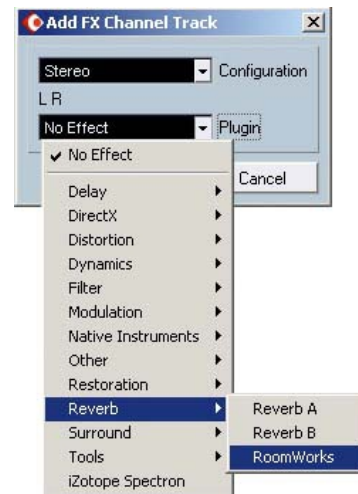 Add FX Channel Track
Stereo Configuration
L R
No Effect Plugin
No Effect
Cancel
Delay
DirectX
Distortion
Dynamics
Filter
Modulation
Native Instruments
Other
Restoration
Reverb Reverb A
Surround Reverb B
Tools RoomWorks
iZotope Spectron